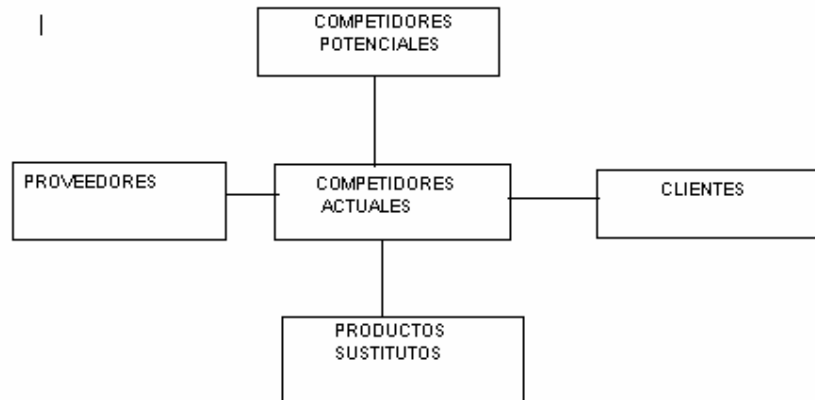 COMPETIDORES
POTENCIALES
PROVEEDORES
COMPETIDORES
ACTUALES
CLIENTES
PRODUCTOS
SUSTITUTOS